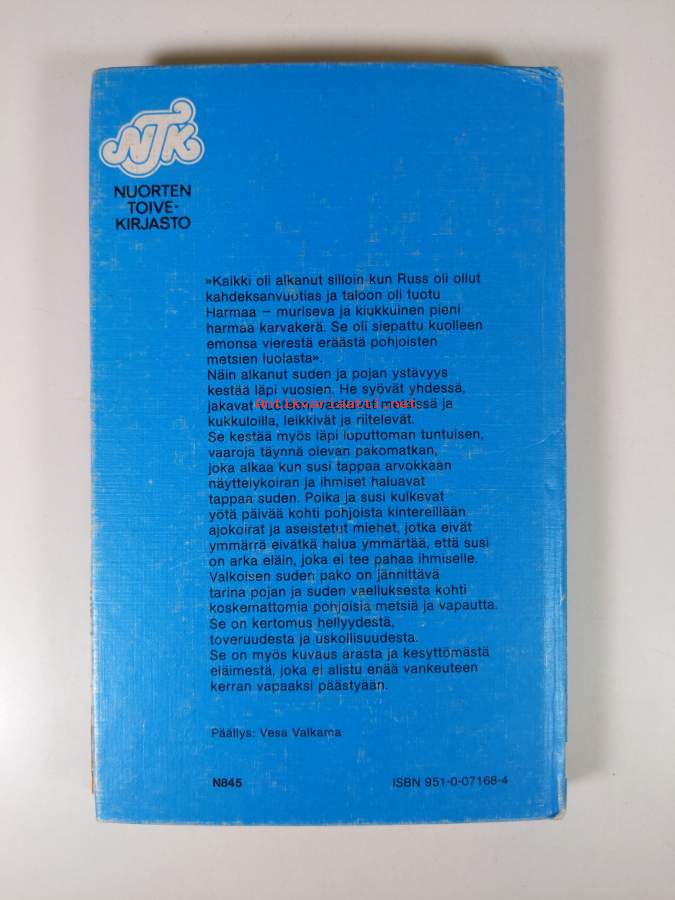 NTK
NUORTEN
TOIVE-
KIRJASTO
»Kaikki oli alkanut silloin kun Russ oli ollut
kahdeksanvuotias ja taloon oli tuotu
Harmaa – muriseva ja kiukkuinen pieni
harmaa karvakerä. Se oli siepattu kuolleen
emonsa vierestä eräästä pohjoisten
metsien luolasta».
Näin alkanut suden ja pojan ystävyys
kestää läpi vuosien. He syövät yhdessä,
jakavat vuoteen, vaeltavat metsissä ja
kukkuloilla, leikkivät ja riitelevät.
Se kestää myös läpi loputtoman tuntuisen,
vaaroja täynnä olevan pakomatkan,
joka alkaa kun susi tappaa arvokkaan
näyttelykoiran ja ihmiset haluavat
tappaa suden. Poika ja susi kulkevat
yötä päivää kohti pohjoista kintereillään
ajokoirat ja aseistetut miehet, jotka eivät
ymmärrä eivätkä halua ymmärtää, että susi
on arka eläin, joka ei tee pahaa ihmiselle.
Valkoisen suden pako on jännittävä
tarina pojan ja suden vaelluksesta kohti
koskemattomia pohjoisia metsiä ja vapautta.
Se on kertomus hellyydestä,
toveruudesta ja uskollisuudesta.
Se on myös kuvaus arasta ja kesyttömästä
eläimestä, joka ei alistu enää vankeuteen
kerran vapaaksi päästyään.
Päällys: Vesa Valkama
N845 ISBN 951-0-07168-4